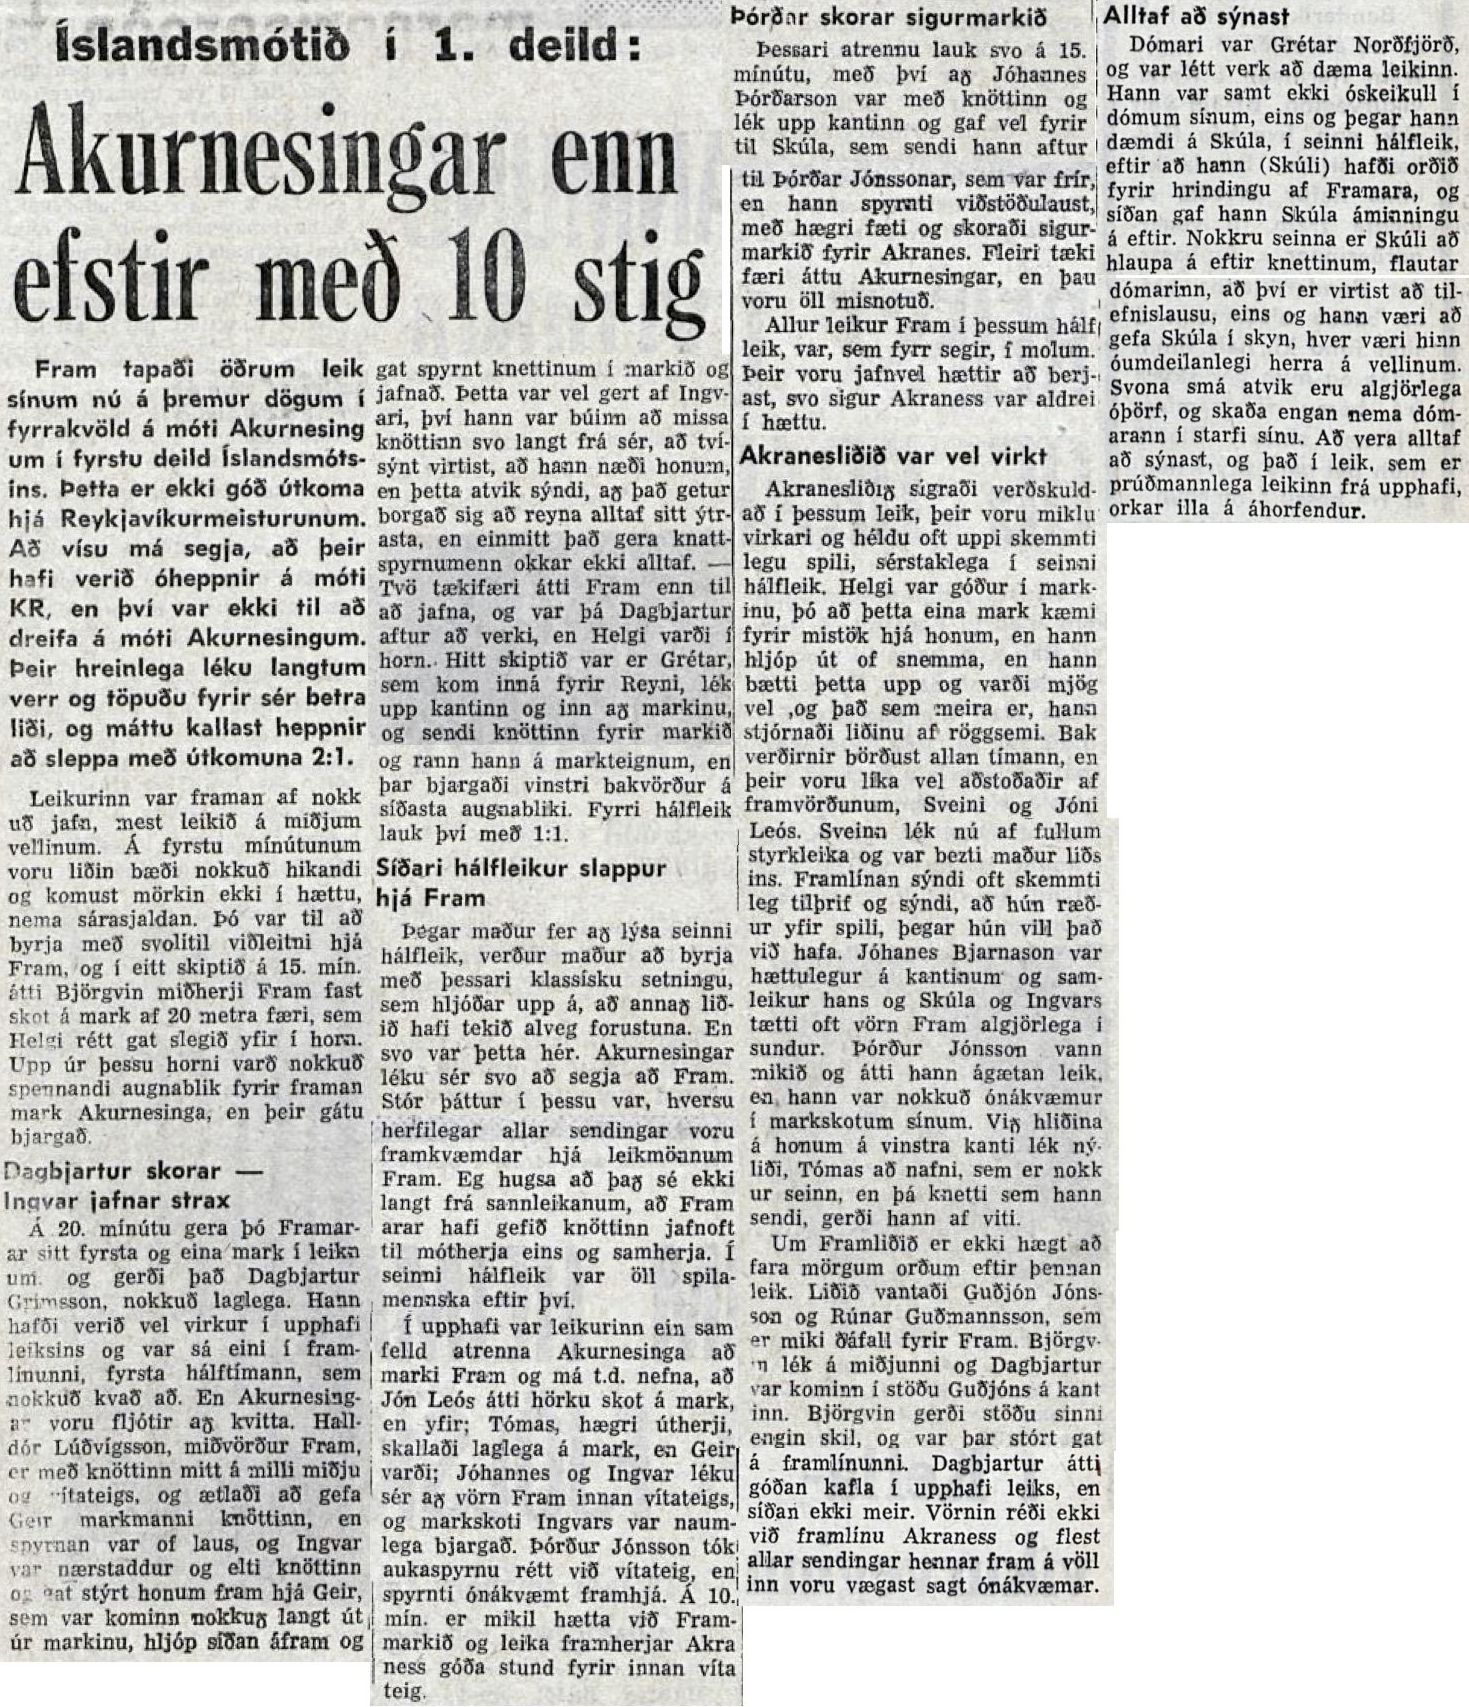 Íslandsmótið í 1. deild:
Akurnesingar enn
efstir með 10 stig
Fram tapaði öðrum leik
sínum nú á þremur dögum í
fyrrakvöld á móti Akurnesing
um í fyrstu deild Íslandsmóts-
ins. Þetta er ekki góð útkoma
hjá Reykjavíkurmeisturunum.
Að vísu má segja, að þeir
hafi verið óheppnir á móti
KR, en því var ekki til að
dreifa á móti Akurnesingum.
Þeir hreinlega léku langtum
verr og töpuðu fyrir sér betra
liði, og máttu kallast heppnir
að sleppa með útkomuna 2:1.
Leikurinn var framan af nokk
uð jafn, mest leikið á miðjum
vellinum. Á fyrstu mínútunum
voru liðin bæði nokkuð hikandi
og komust mörkin ekki í hættu,
nema sárasjaldan. Þó var til að
byrja með svolítil viðleitni hjá
Fram, og í eitt skiptið á 15. mín.
átti Björgvin miðherji Fram fast
skot á mark af 20 metra færi, sem
Helgi rétt gat slegið yfir í horn.
Upp úr þessu horni varð nokkuð
spennandi augnablik fyrir framan
mark Akurnesinga, en þeir gátu
bjargað.
Dagbjartur skorar —
Ingvar jafnar strax
Á 20. mínútu gera þó Framar-
ar sitt fyrsta og eina mark í leikn
um. og gerði það Dagbjartur
Grímsson, nokkuð laglega. Hann
hafði verið vel virkur í upphafi
leiksins og var sá eini í fram-
línunni, fyrsta hálftímann, sem
nokkuð kvað að. En Akurnesing-
ar voru fljótir að kvitta. Hall-
dór Lúðvígsson, miðvörður Fram,
er með knöttinn mitt á milli miðju
og vítateigs, og ætlaði að gefa
Geir markmanni knöttinn, en
spyrnan var of laus, og Ingvar
var nærstaddur og elti knöttinn
og gat stýrt honum fram hjá Geir,
sem var kominn nokkuð langt út
úr markinu, hljóp síðan áfram og
gat spyrnt knettinum í markið og
jafnað. Þetta var vel gert af Ingv-
ari, því hann var búinn að missa
knöttinn svo langt frá sér, að tví-
sýnt virtist, að hann næði honum,
en þetta atvik sýndi, að það getur
borgað sig að reyna alltaf sitt ýtr-
asta, en einmitt það gera knatt-
spyrnumenn okkar ekki alltaf. —
Tvö tækifæri átti Fram enn til
að jafna, og var þá Dagbjartur
aftur að verki, en Helgi varði í
horn. Hitt skiptið var er Grétar,
sem kom inná fyrir Reyni, lék
upp kantinn og inn að markinu,
og sendi knöttinn fyrir markið
og rann hann á markteignum, en
þar bjargaði vinstri bakvörður á
síðasta augnabliki. Fyrri hálfleik
lauk því með 1:1.
Síðari hálfleikur slappur
hjá Fram
Þegar maður fer að lýsa seinni
hálfleik, verður maður að byrja
með þessari klassísku setningu,
sem hljóðar upp á, að annað lið-
ið hafi tekið alveg forustuna. En
svo var þetta hér. Akurnesingar
léku sér svo að segja að Fram.
Stór þáttur í þessu var, hversu
herfilegar allar sendingar voru
framkvæmdar hjá leikmönnum
Fram. Eg hugsa að það sé ekki
langt frá sannleikanum, að Fram
arar hafi gefið knöttinn jafnoft
til mótherja eins og samherja. Í
seinni hálfleik var öll spila-
mennska eftir því.
Í upphafi var leikurinn ein sam
felld atrenna Akurnesinga að
marki Fram og má t.d. nefna, að
Jón Leós átti hörku skot á mark,
en yfir; Tómas, hægri útherji,
skallaði laglega á mark, en Geir
varði; Jóhannes og Ingvar léku
sér að vörn Fram innan vítateigs,
og markskoti Ingvars var naum-
lega bjargað. Þórður Jónsson tók
aukaspyrnu rétt við vítateig, en
spyrnti ónákvæmt framhjá. Á 10.
mín. er mikil hætta við Fram-
markið og leika framherjar Akra
ness góða stund fyrir innan víta
teig.
Þórðar skorar sigurmarkið
Þessari atrennu lauk svo á 15.
mínútu, með því að Jóhannes
Þórðarson var með knöttinn og
lék upp kantinn og gaf vel fyrir
til Skúla, sem sendi hann aftur
til Þórðar Jónssonar, sem var frír,
en hann spyrnti viðstöðulaust,
með hægri fæti og skoraði sigur-
markið fyrir Akranes. Fleiri tæki
færi áttu Akurnesingar, en þau
voru öll misnotuð.
Allur leikur Fram í þessum hálf
leik, var, sem fyrr segir, í molum.
Þeir voru jafnvel hættir að berj-
ast, svo sigur Akraness var aldrei
í hættu.
Akranesliðið var vel virkt
Akranesliðið sigraði verðskuld-
að í þessum leik, þeir voru miklu
virkari og héldu oft uppi skemmti
legu spili, sérstaklega í seinni
hálfleik. Helgi var góður í mark-
inu, þó að þetta eina mark kæmi
fyrir mistök hjá honum, en hann
hljóp út of snemma, en hann
bætti þetta upp og varði mjög
vel ,og það sem meira er, hann
stjórnaði liðinu af röggsemi. Bak
verðirnir börðust allan tímann, en
þeir voru líka vel aðstoðaðir af
framvörðunum, Sveini og Jóni
Leós. Sveinn lék nú af fullum
styrkleika og var bezti maður liðs
ins. Framlínan sýndi oft skemmti
leg tilþrif og sýndi, að hún ræð-
ur yfir spili, þegar hún vill það
við hafa. Jóhanes Bjarnason var
hættulegur á kantinum og sam-
leikur hans og Skúla og Ingvars
tætti oft vörn Fram algjörlega í
sundur. Þórður Jónsson vann
mikið og átti hann ágætan leik,
en hann var nokkuð ónákvæmur
í markskotum sínum. Við hliðina
á honum á vinstra kanti lék ný-
liði, Tómas að nafni, sem er nokk
ur seinn, en þá knetti sem hann
sendi, gerði hann af viti.
Um Framliðið er ekki hægt að
fara mörgum orðum eftir þennan
leik. Liðið vantaði Guðjón Jóns-
son og Rúnar Guðmannsson, sem
er miki ðáfall fyrir Fram. Björgv-
in lék á miðjunni og Dagbjartur
var kominn í stöðu Guðjóns á kant
inn. Björgvin gerði stöðu sinni
engin skil, og var þar stórt gat
á framlínunni. Dagbjartur átti
góðan kafla í upphafi leiks, en
síðan ekki meir. Vörnin réði ekki
við framlínu Akraness og flest
allar sendingar hennar fram á völl
inn voru vægast sagt ónákvæmar.
Alltaf að sýnast
Dómari var Grétar Norðfjörð,
og var létt verk að dæma leikinn.
Hann var samt ekki óskeikull í
dómum sínum, eins og þegar hann
dæmdi á Skúla, í seinni hálfleik,
eftir að hann (Skúli) hafði orðið
fyrir hrindingu af Framara, og
síðan gaf hann Skúla áminningu
á eftir. Nokkru seinna er Skúli að
hlaupa á eftir knettinum, flautar
dómarinn, að því er virtist að til-
efnislausu, eins og hann væri að
gefa Skúla í skyn, hver væri hinn
óumdeilanlegi herra á vellinum.
Svona smá atvik eru algjörlega
óþörf, og skaða engan nema dóm-
arann í starfi sínu. Að vera alltaf
að sýnast, og það í leik, sem er
prúðmannlega leikinn frá upphafi,
orkar illa á áhorfendur.